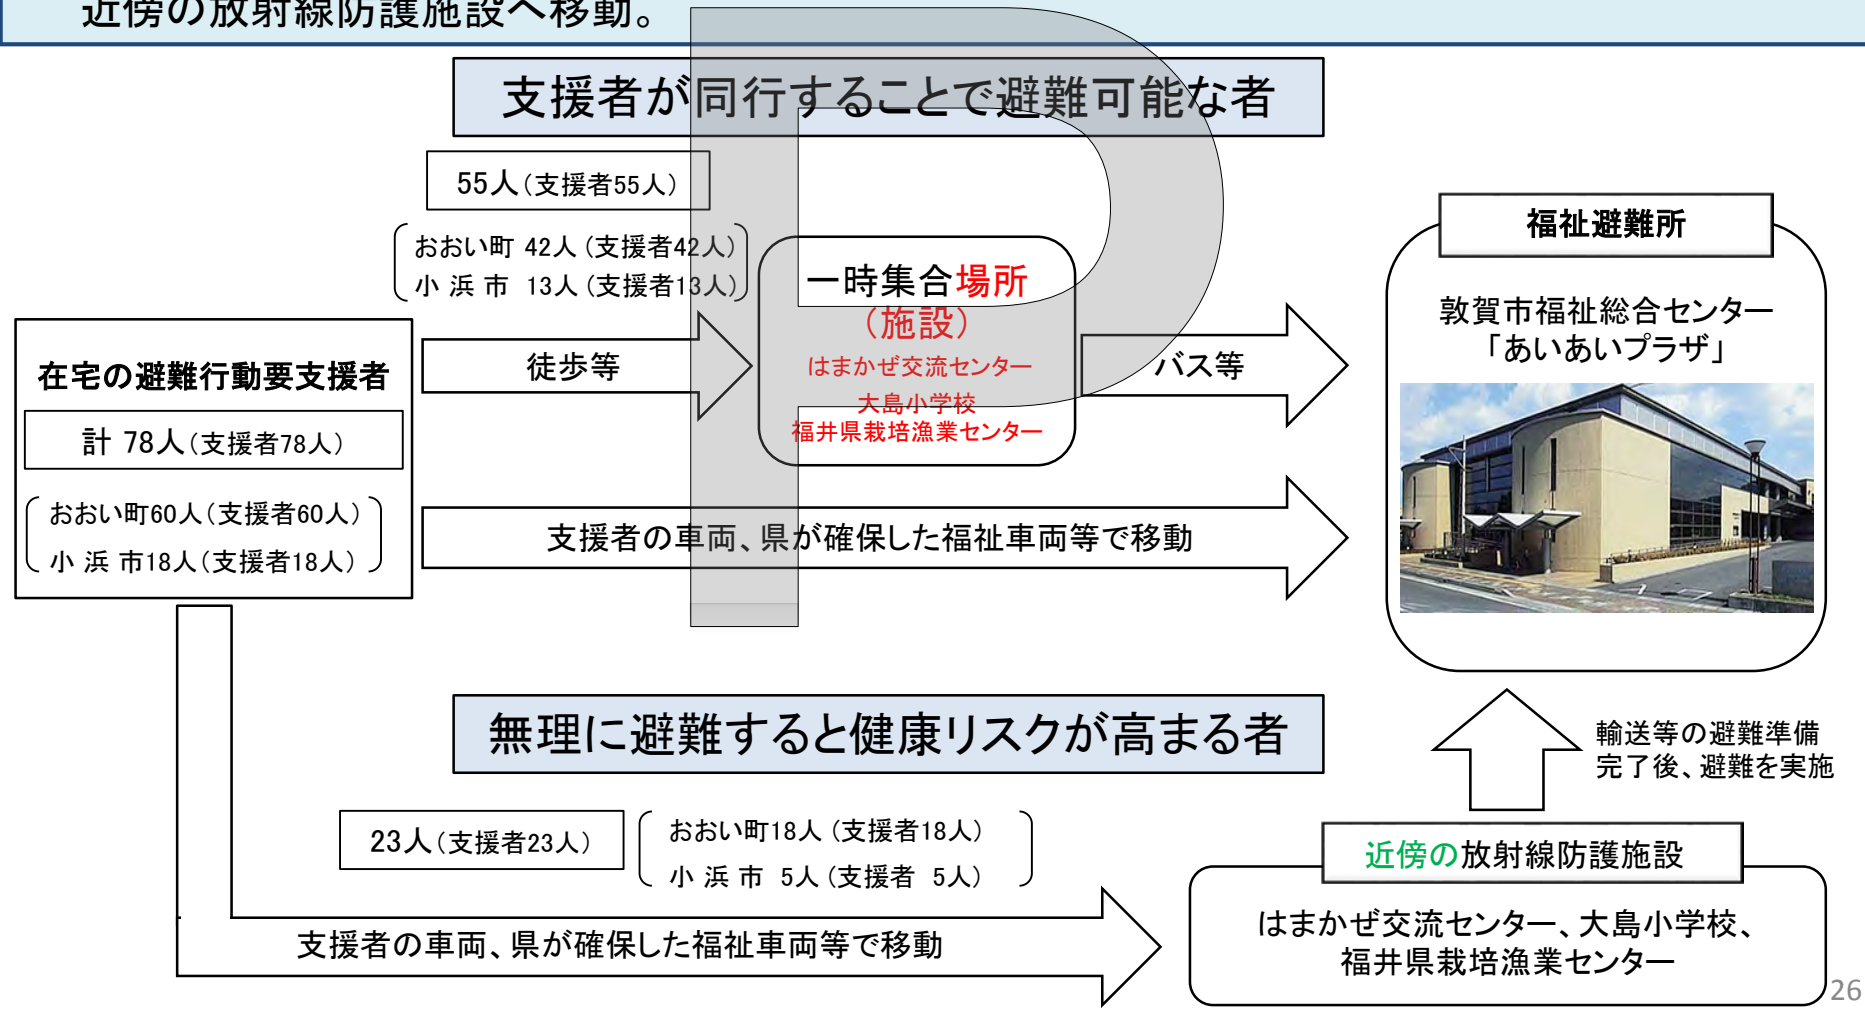 近傍の放射線防護施設へ移動。
支援者が同行することで避難可能な者
55人（支援者55人）
おおい町 42人（支援者42人）
小 浜 市 13人（支援者13人）
在宅の避難行動要支援者
計 78人（支援者78人）
おおい町60人（支援者60人）
小 浜 市18人（支援者18人）
徒歩等
一時集合場所
（施設）
はまかぜ交流センター
大島小学校
福井県栽培漁業センター
バス等
支援者の車両、県が確保した福祉車両等で移動
福祉避難所
敦賀市福祉総合センター
「あいあいプラザ」
P
無理に避難すると健康リスクが高まる者
23人（支援者23人）
おおい町18人（支援者18人）
小 浜 市 5人（支援者 5人）
支援者の車両、県が確保した福祉車両等で移動
輸送等の避難準備
完了後、避難を実施
近傍の放射線防護施設
はまかぜ交流センター、大島小学校、
福井県栽培漁業センター
26